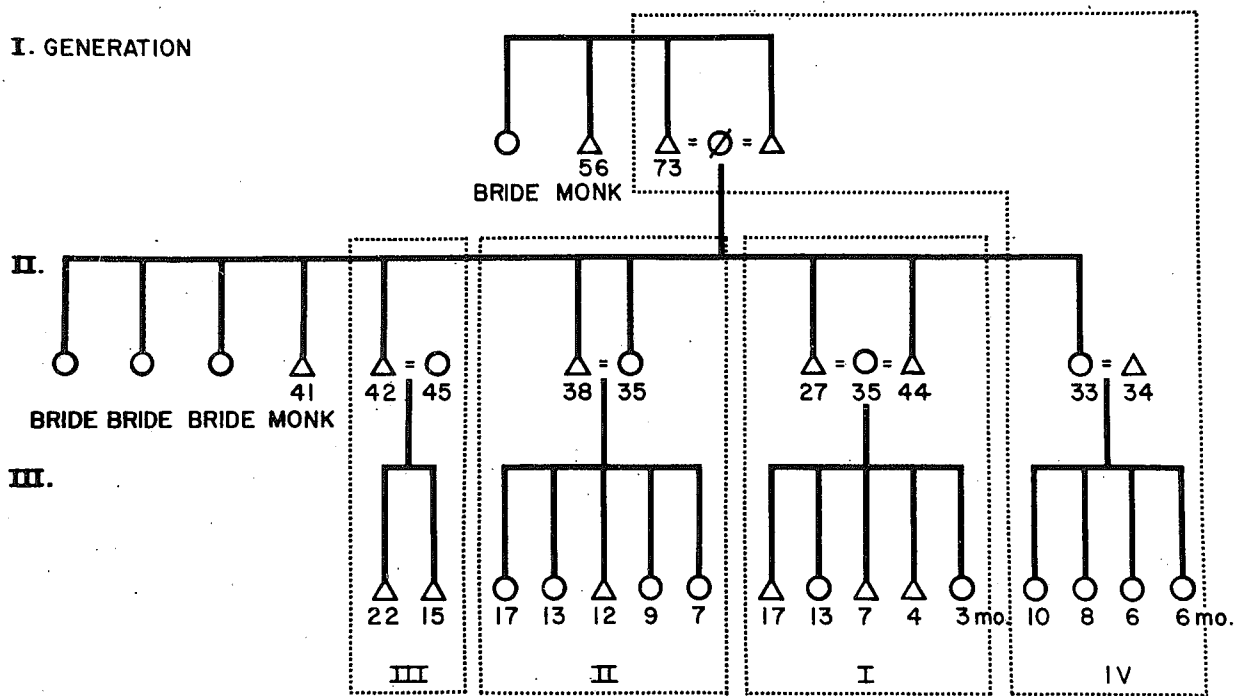 I. GENERATION
56 73
BRIDE MONK
II.
41 42 45 38 35 27 35 44 33 34
BRIDE BRIDE BRIDE MONK
III.
22 15 17 13 12 9 7 17 13 7 4 3 mo. 10 8 6 6 mo.
III II I IV